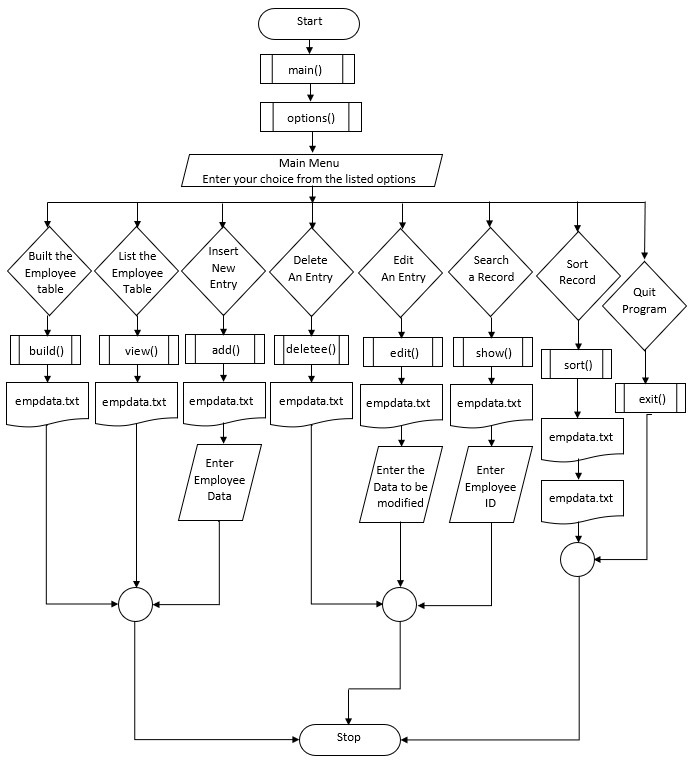 Start
main()
options()
Main Menu
Enter your choice from the listed options
Built the
Employee
table
List the
Employee
Table
Insert
New
Entry
Delete
An Entry
Edit
An Entry
Search
a Record
Sort
Record
Quit
Program
build()
view()
add()
deletee()
edit()
show()
sort()
exit()
empdata.txt
empdata.txt
empdata.txt
empdata.txt
empdata.txt
empdata.txt
empdata.txt
Enter
Employee
Data
Enter the
Data to be
modified
Enter
Employee
ID
empdata.txt
Stop